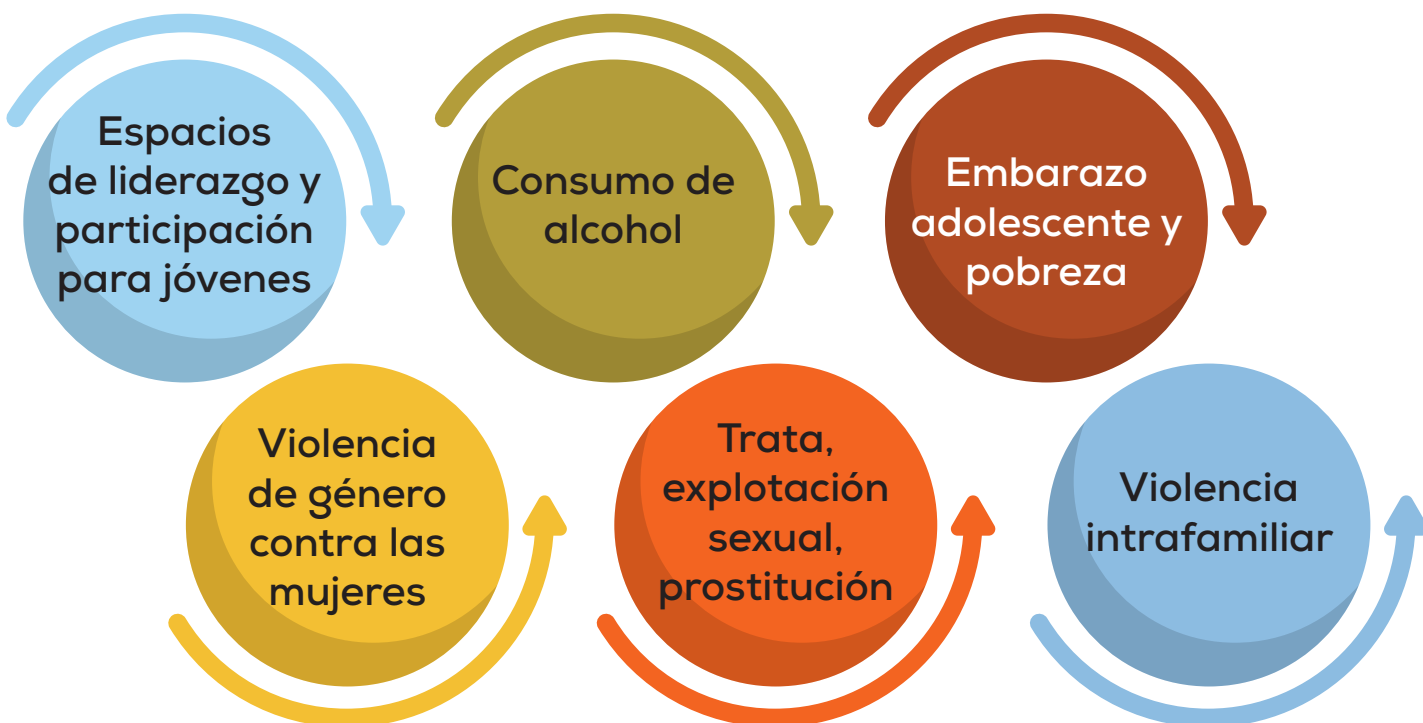 Espacios
de liderazgo y
participación
para jóvenes
Consumo de
alcohol
Embarazo
adolescente y
pobreza
Violencia
de género
contra las
mujeres
Trata,
explotación
sexual,
prostitución
Violencia
intrafamiliar